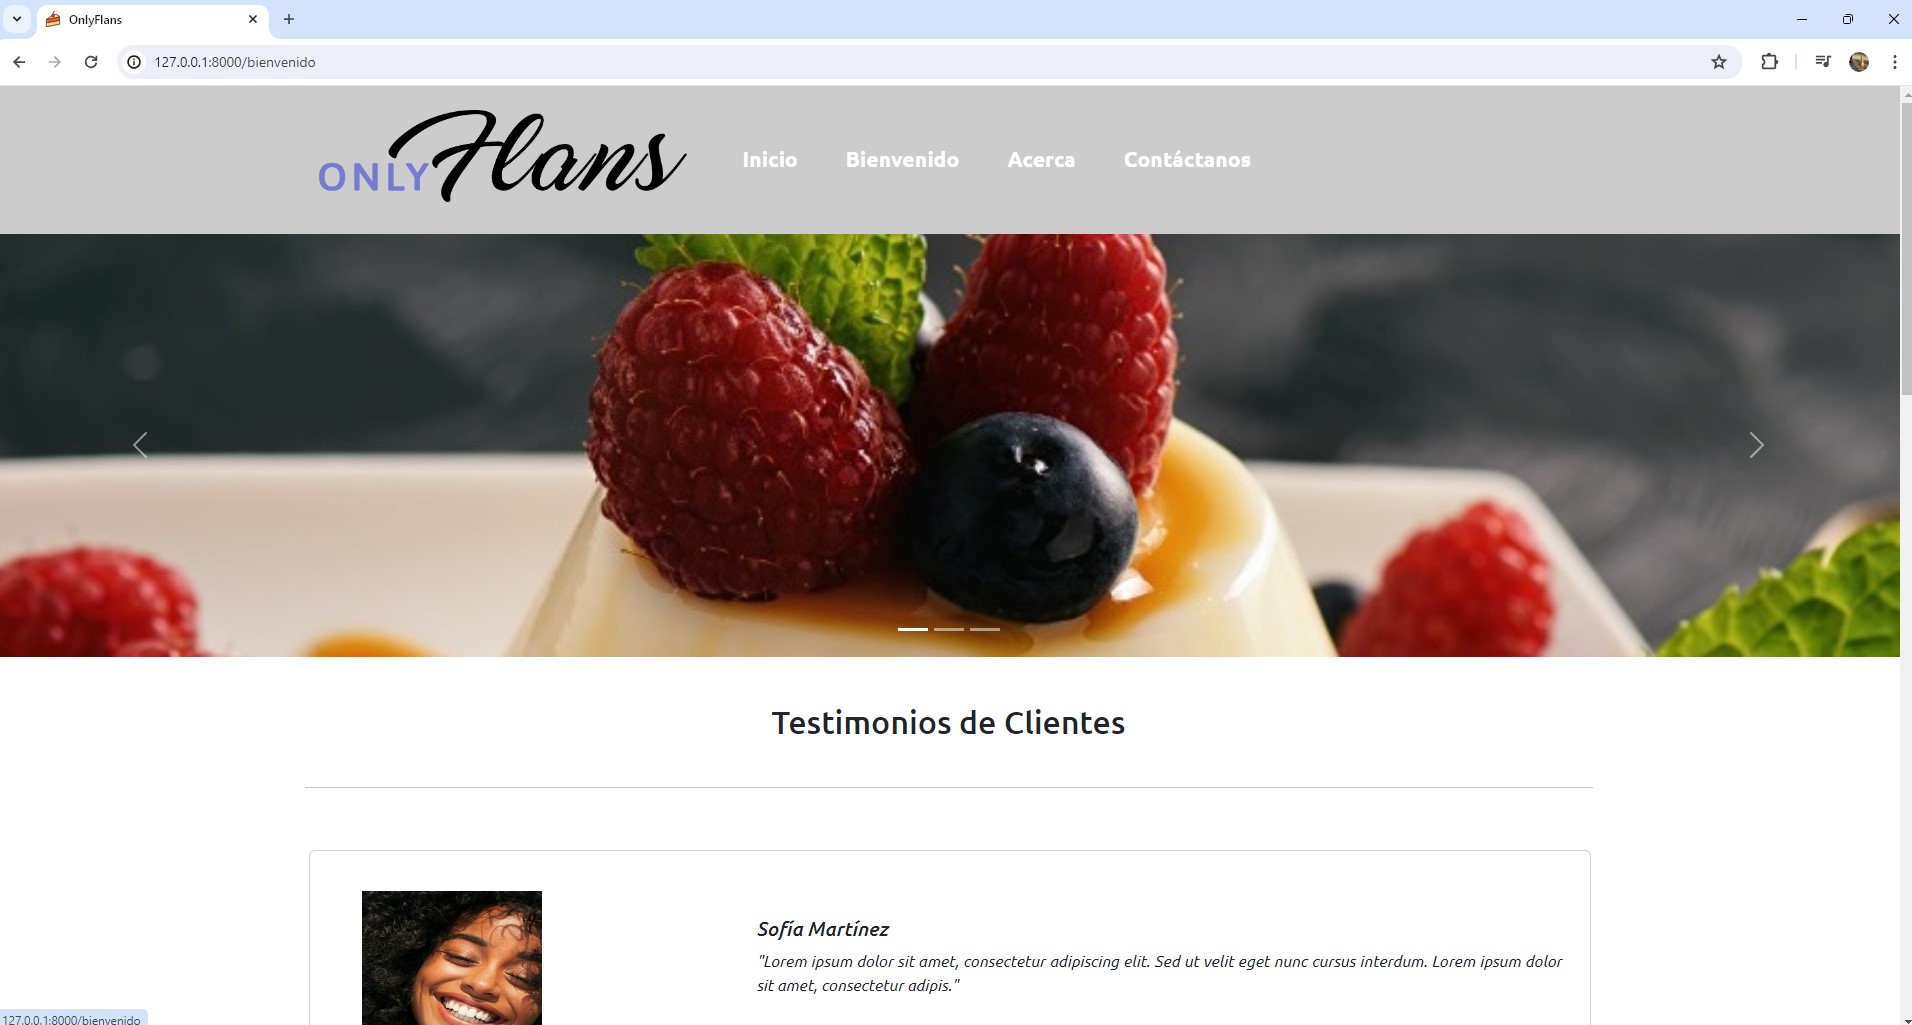 OnlyFlans
127.0.0.1:8000/bienvenido
ONLY Flans
Inicio Bienvenido Acerca Contáctanos
Testimonios de Clientes
Sofía Martínez
"Lorem ipsum dolor sit amet, consectetur adipiscing elit. Sed ut velit eget nunc cursus interdum. Lorem ipsum dolor
sit amet, consectetur adipis."
127.0.0.1:8000/bienvenido